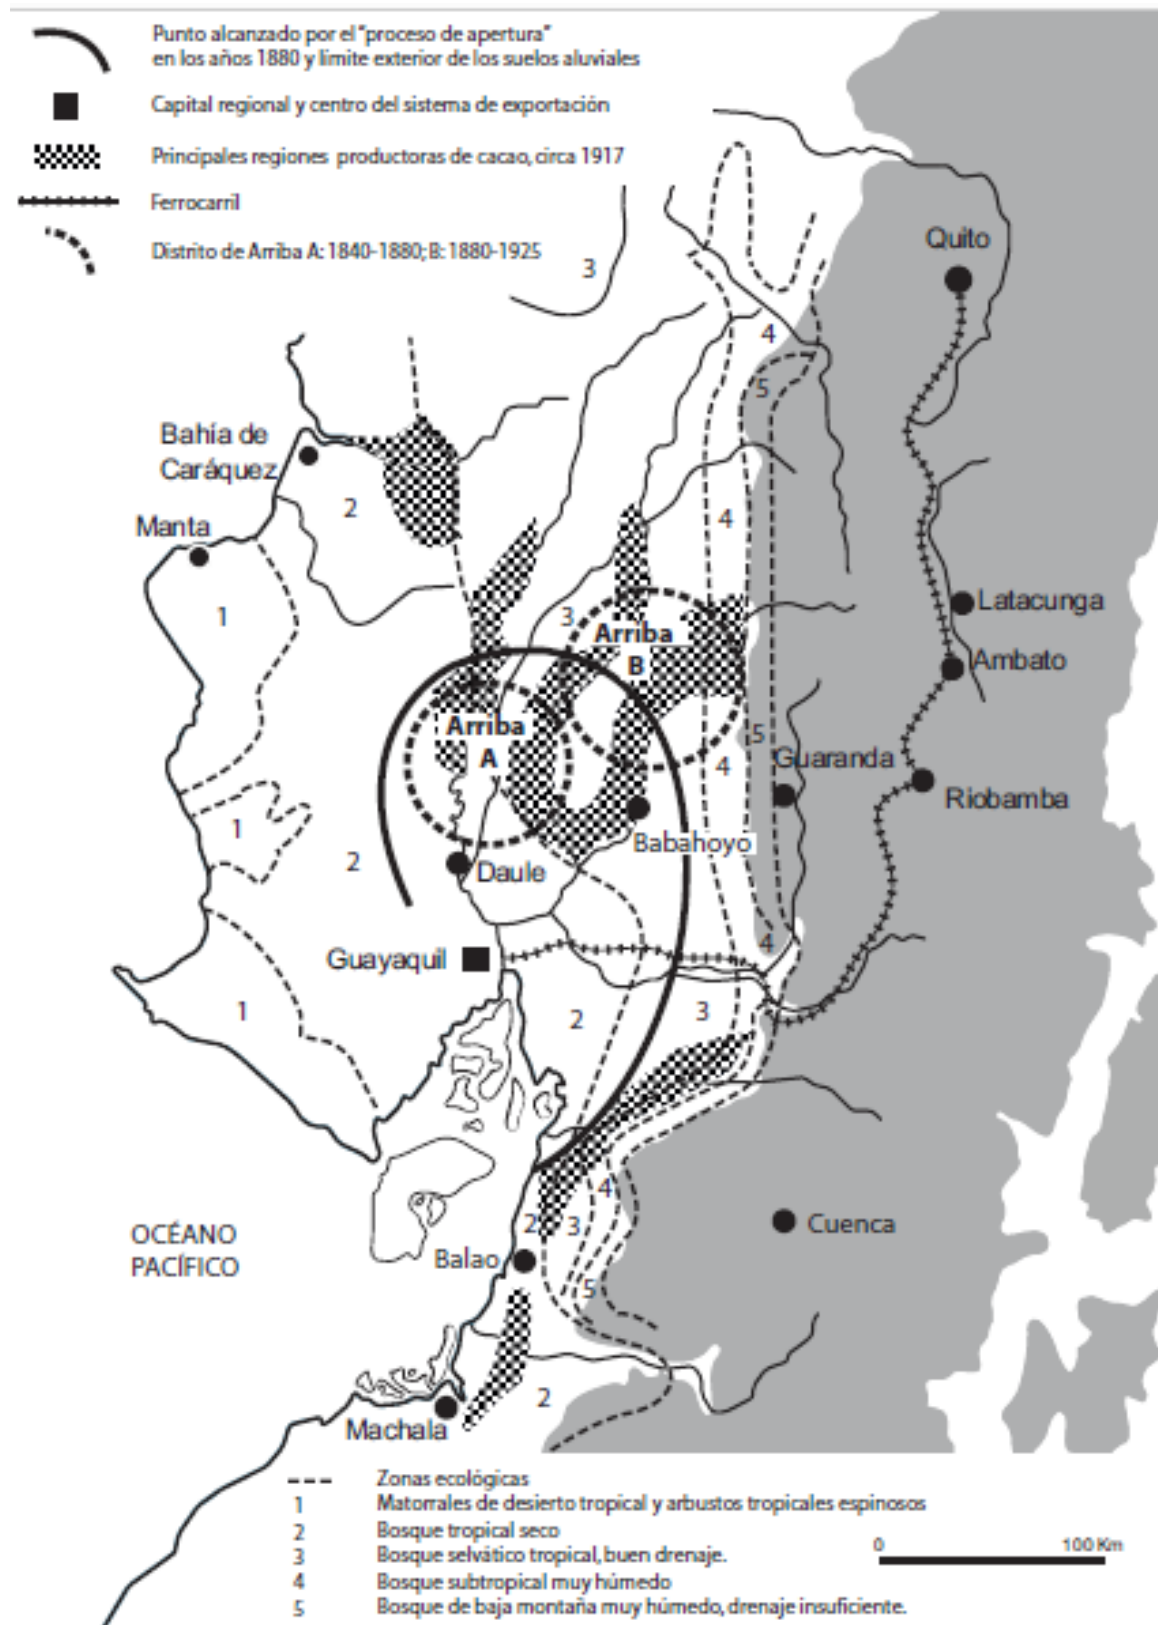 Punto alcanzado por el "proceso de apertura"
en los años 1880 y límite exterior de los suelos aluviales
Capital regional y centro del sistema de exportación
Principales regiones productoras de cacao, circa 1917
Ferrocarril
Distrito de Arriba A: 1840-1880; B: 1880-1925
Quito
3
4
5
Bahía de
Caráquez
2
Manta
4
1
3
Latacunga
Arriba
B
Ambato
Arriba
A
5
4
Guaranda
Riobamba
1
2
Babahoyo
Daule
4
Guayaquil
1
2
3
4
2
3
Cuenca
OCÉANO
PACÍFICO
Balao
5
2
Machala
Zonas ecológicas
1 Matorrales de desierto tropical y arbustos tropicales espinosos
2 Bosque tropical seco
3 Bosque selvático tropical, buen drenaje.
4 Bosque subtropical muy húmedo
5 Bosque de baja montaña muy húmedo, drenaje insuficiente.
0 100 Km